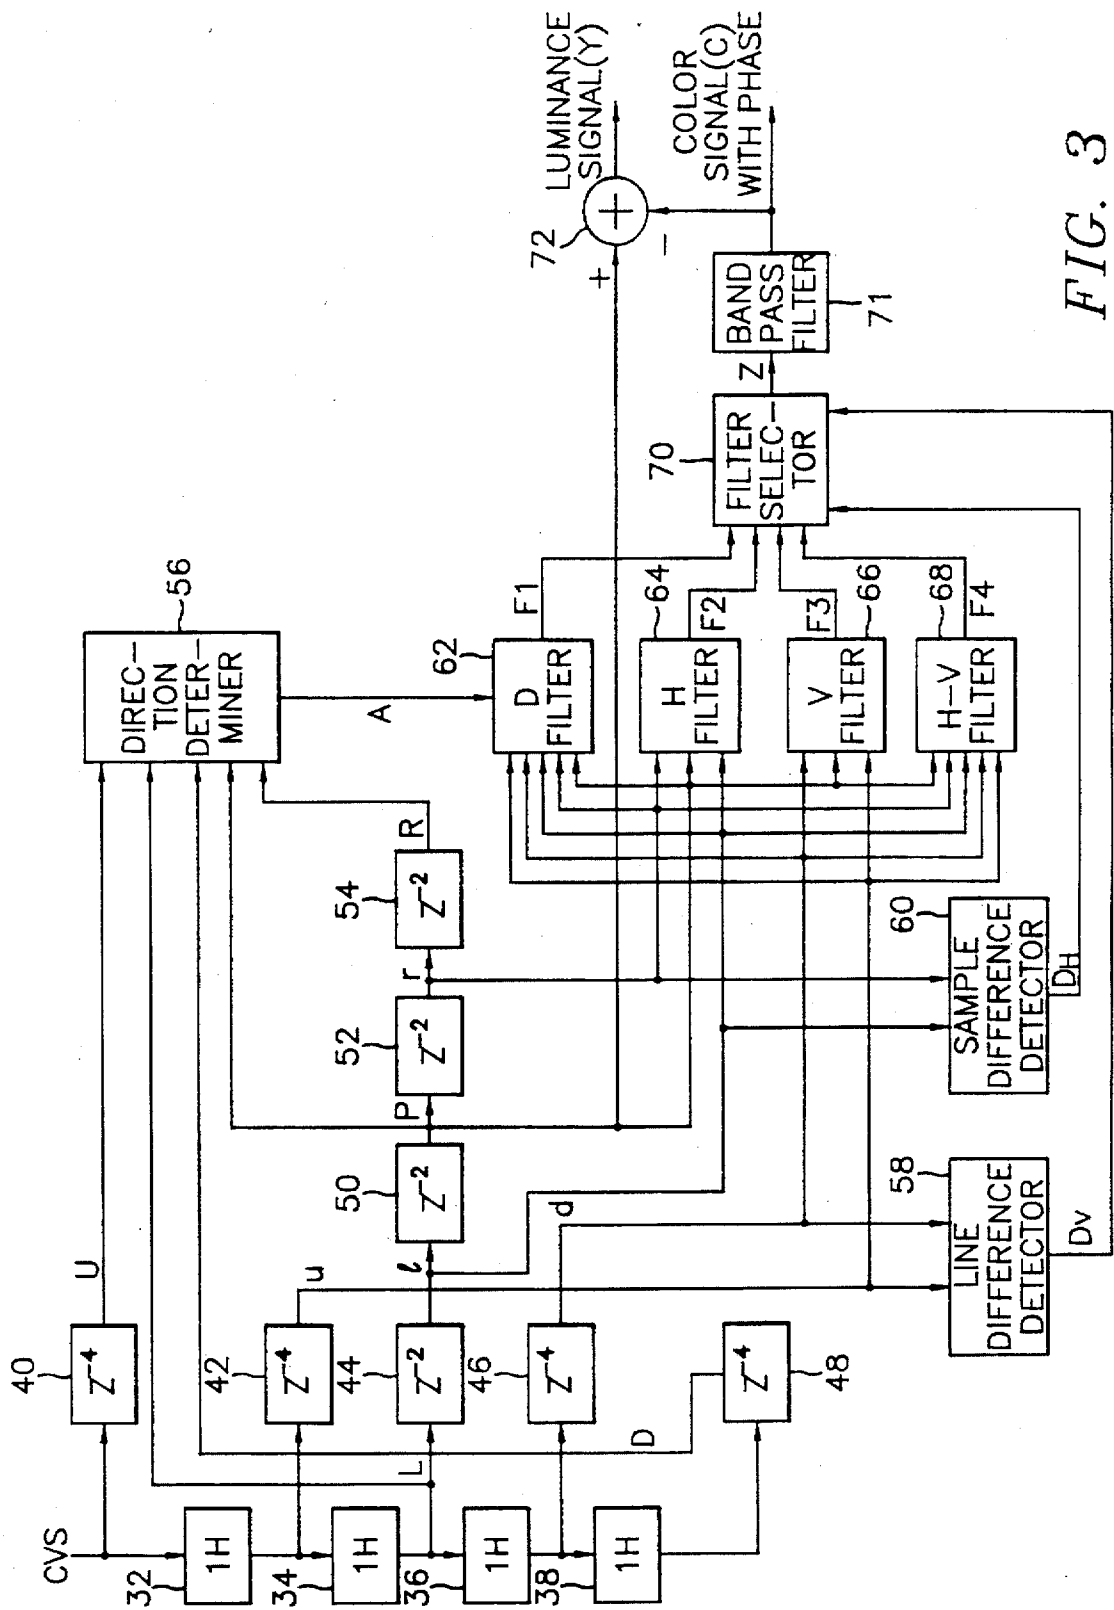 CVS
32
1H
34
1H
36
1H
38
1H
40
Z⁻⁴
U
42
Z⁻⁴
u
L
44
Z⁻²
ℓ
46
Z⁻⁴
d
D
Z⁻⁴
48
50
Z⁻²
P
52
Z⁻²
r
54
Z⁻²
R
56
DIREC–
TION
DETER–
MINER
A
58
LINE
DIFFERENCE
DETECTOR
Dv
60
SAMPLE
DIFFERENCE
DETECTOR
DH
62
D
FILTER
F1
64
H
FILTER
F2
66
V
FILTER
F3
68
H–V
FILTER
F4
70
FILTER
SELEC–
TOR
Z
BAND
PASS
FILTER
71
72
+
+
–
LUMINANCE
SIGNAL(Y)
COLOR
SIGNAL(C)
WITH PHASE
FIG. 3